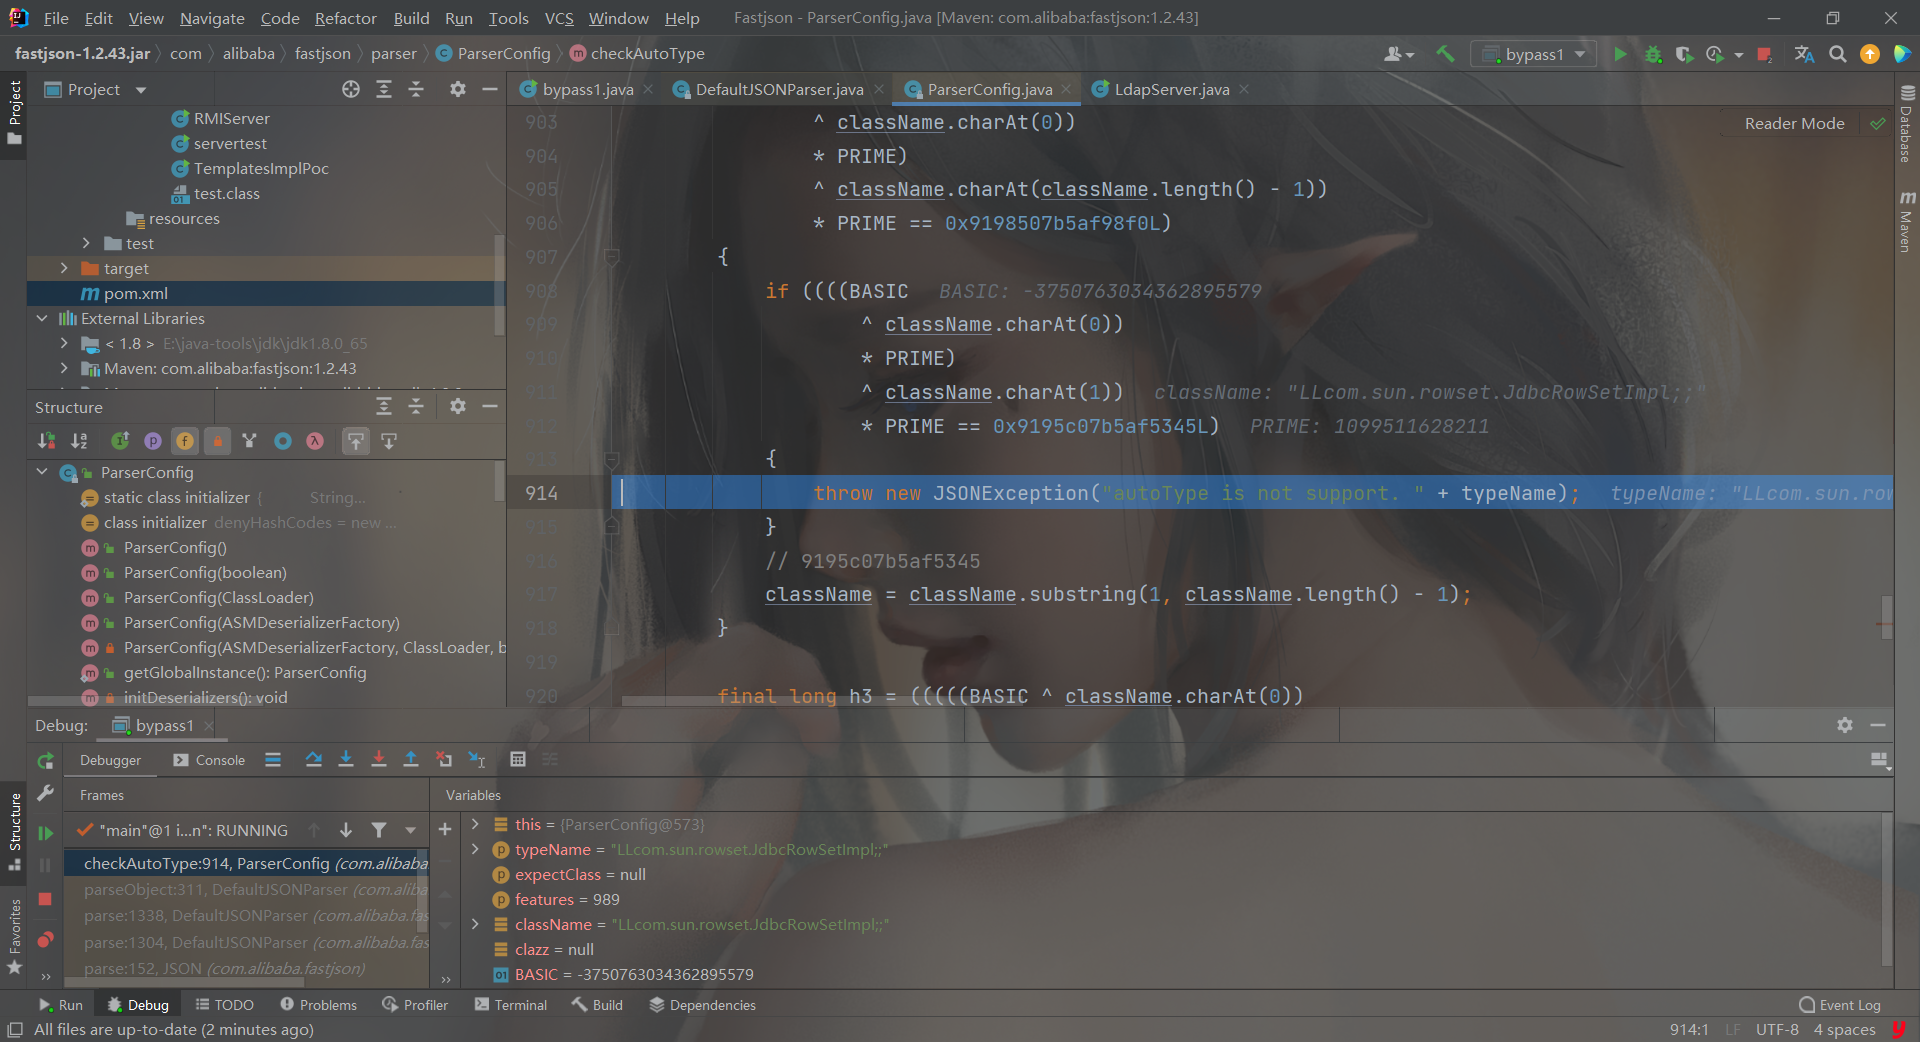 File Edit View Navigate Code Refactor Build Run Tools VCS Window Help Fastjson - ParserConfig.java [Maven: com.alibaba:fastjson:1.2.43]
fastjson-1.2.43.jar com alibaba fastjson parser ParserConfig checkAutoType bypass1
Project
bypass1.java DefaultJSONParser.java ParserConfig.java LdapServer.java
Project
RMIServer
servertest
TemplatesImplPoc
test.class
resources
test
target
pom.xml
External Libraries
< 1.8 > E:\java-tools\jdk\jdk1.8.0_65
Maven: com.alibaba:fastjson:1.2.43
Structure
ParserConfig
static class initializer { String...
class initializer denyHashCodes = new ...
ParserConfig()
ParserConfig(boolean)
ParserConfig(ClassLoader)
ParserConfig(ASMDeserializerFactory)
ParserConfig(ASMDeserializerFactory, ClassLoader, b
getGlobalInstance(): ParserConfig
initDeserializers(): void
Reader Mode
903 ^ className.charAt(0))
904 * PRIME)
905 ^ className.charAt(className.length() - 1))
906 * PRIME == 0x9198507b5af98f0L)
907 {
908 if ((((BASIC BASIC: -3750763034362895579
909 ^ className.charAt(0))
910 * PRIME)
911 ^ className.charAt(1)) className: "LLcom.sun.rowset.JdbcRowSetImpl;;"
912 * PRIME == 0x9195c07b5af5345L) PRIME: 1099511628211
913 {
914 throw new JSONException("autoType is not support. " + typeName); typeName: "LLcom.sun.row
915 }
916 // 9195c07b5af5345
917 className = className.substring(1, className.length() - 1);
918 }
919
920 final long h3 = (((((BASIC ^ className.charAt(0))
Database
Maven
Debug: bypass1
Debugger Console
Frames
Variables
"main"@1 i...n": RUNNING
checkAutoType:914, ParserConfig (com.alibaba
parseObject:311, DefaultJSONParser (com.aliba
parse:1338, DefaultJSONParser (com.alibaba.fas
parse:1304, DefaultJSONParser (com.alibaba.fas
parse:152, JSON (com.alibaba.fastjson)
this = {ParserConfig@573}
typeName = "LLcom.sun.rowset.JdbcRowSetImpl;;"
expectClass = null
features = 989
className = "LLcom.sun.rowset.JdbcRowSetImpl;;"
clazz = null
BASIC = -3750763034362895579
Structure
Favorites
Run Debug TODO Problems Profiler Terminal Build Dependencies Event Log
All files are up-to-date (2 minutes ago) 914:1 LF UTF-8 4 spaces